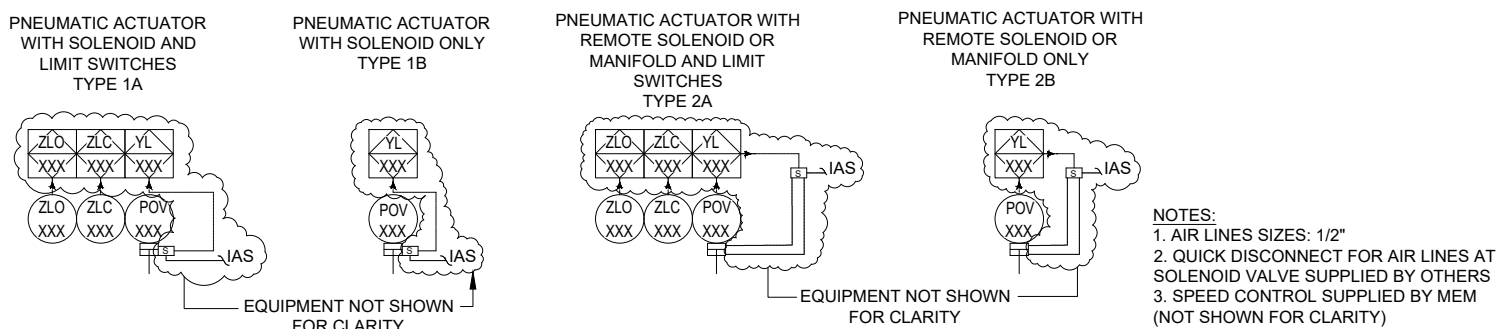 PNEUMATIC ACTUATOR
WITH SOLENOID AND
LIMIT SWITCHES
TYPE 1A
ZLO
ZLC
YL
XXX
XXX
XXX
ZLO
ZLC
POV
XXX
XXX
XXX
S
IAS
PNEUMATIC ACTUATOR
WITH SOLENOID ONLY
TYPE 1B
YL
XXX
POV
XXX
S
IAS
EQUIPMENT NOT SHOWN
FOR CLARITY
PNEUMATIC ACTUATOR WITH
REMOTE SOLENOID OR
MANIFOLD AND LIMIT
SWITCHES
TYPE 2A
ZLO
ZLC
YL
XXX
XXX
XXX
S
IAS
ZLO
ZLC
POV
XXX
XXX
XXX
PNEUMATIC ACTUATOR WITH
REMOTE SOLENOID OR
MANIFOLD ONLY
TYPE 2B
YL
XXX
S
IAS
POV
XXX
EQUIPMENT NOT SHOWN
FOR CLARITY
NOTES:
1. AIR LINES SIZES: 1/2"
2. QUICK DISCONNECT FOR AIR LINES AT
SOLENOID VALVE SUPPLIED BY OTHERS
3. SPEED CONTROL SUPPLIED BY MEM
(NOT SHOWN FOR CLARITY)